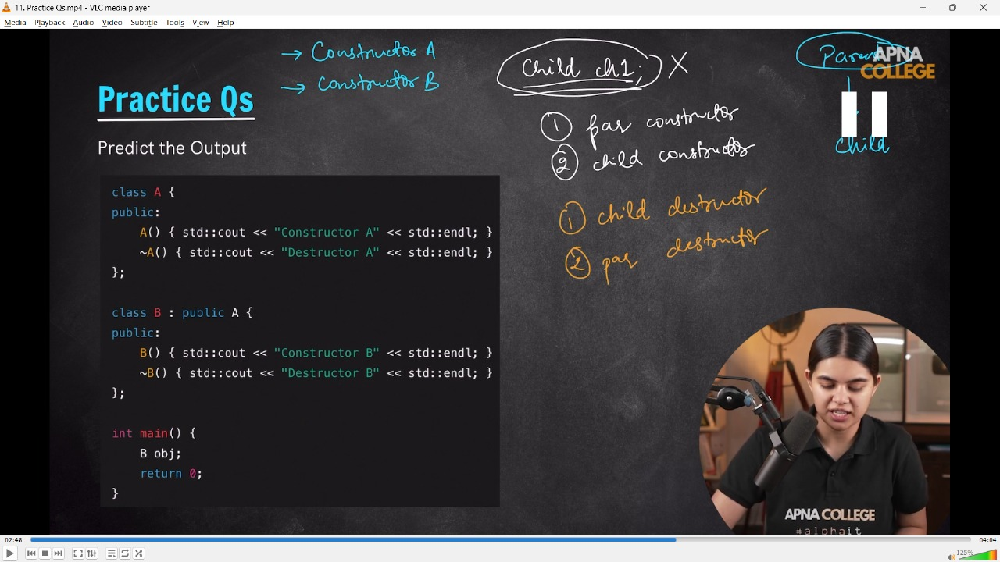 11. Practice Qs.mp4 - VLC media player
Media Playback Audio Video Subtitle Tools View Help
→ Constructor A
→ Constructor B
Child ch1; X
Parent
APNA
COLLEGE
Child
Practice Qs
Predict the Output
1 par constructor
2 child constructor
1 child destructor
2 par destructor
class A {
public:
A() { std::cout << "Constructor A" << std::endl; }
~A() { std::cout << "Destructor A" << std::endl; }
};
class B : public A {
public:
B() { std::cout << "Constructor B" << std::endl; }
~B() { std::cout << "Destructor B" << std::endl; }
};
int main() {
B obj;
return 0;
}
APNA COLLEGE
#alphait
02:48
04:04
125%